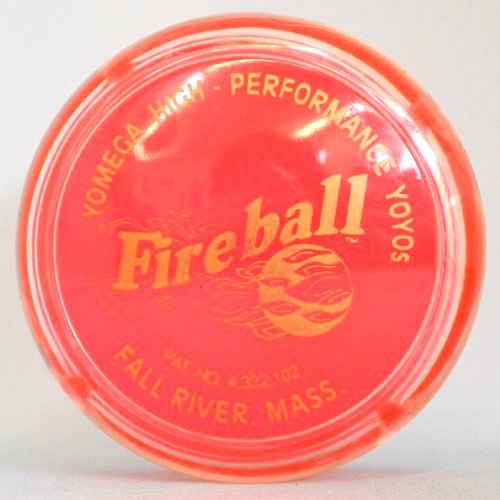 YOMEGA HIGH - PERFORMANCE YOYOs
Fireball™
PAT NO. 4,332,102
FALL RIVER, MASS.